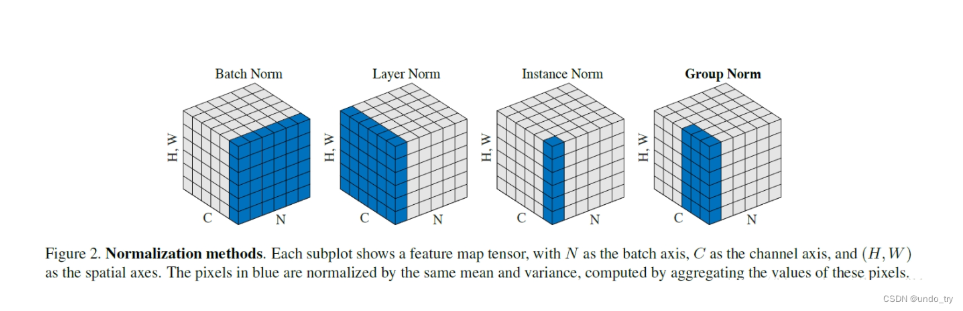 Batch Norm Layer Norm Instance Norm Group Norm
H, W H, W H, W H, W
C N C N C N C N
Figure 2. Normalization methods. Each subplot shows a feature map tensor, with N as the batch axis, C as the channel axis, and (H, W)
as the spatial axes. The pixels in blue are normalized by the same mean and variance, computed by aggregating the values of these pixels.
CSDN @undo_try